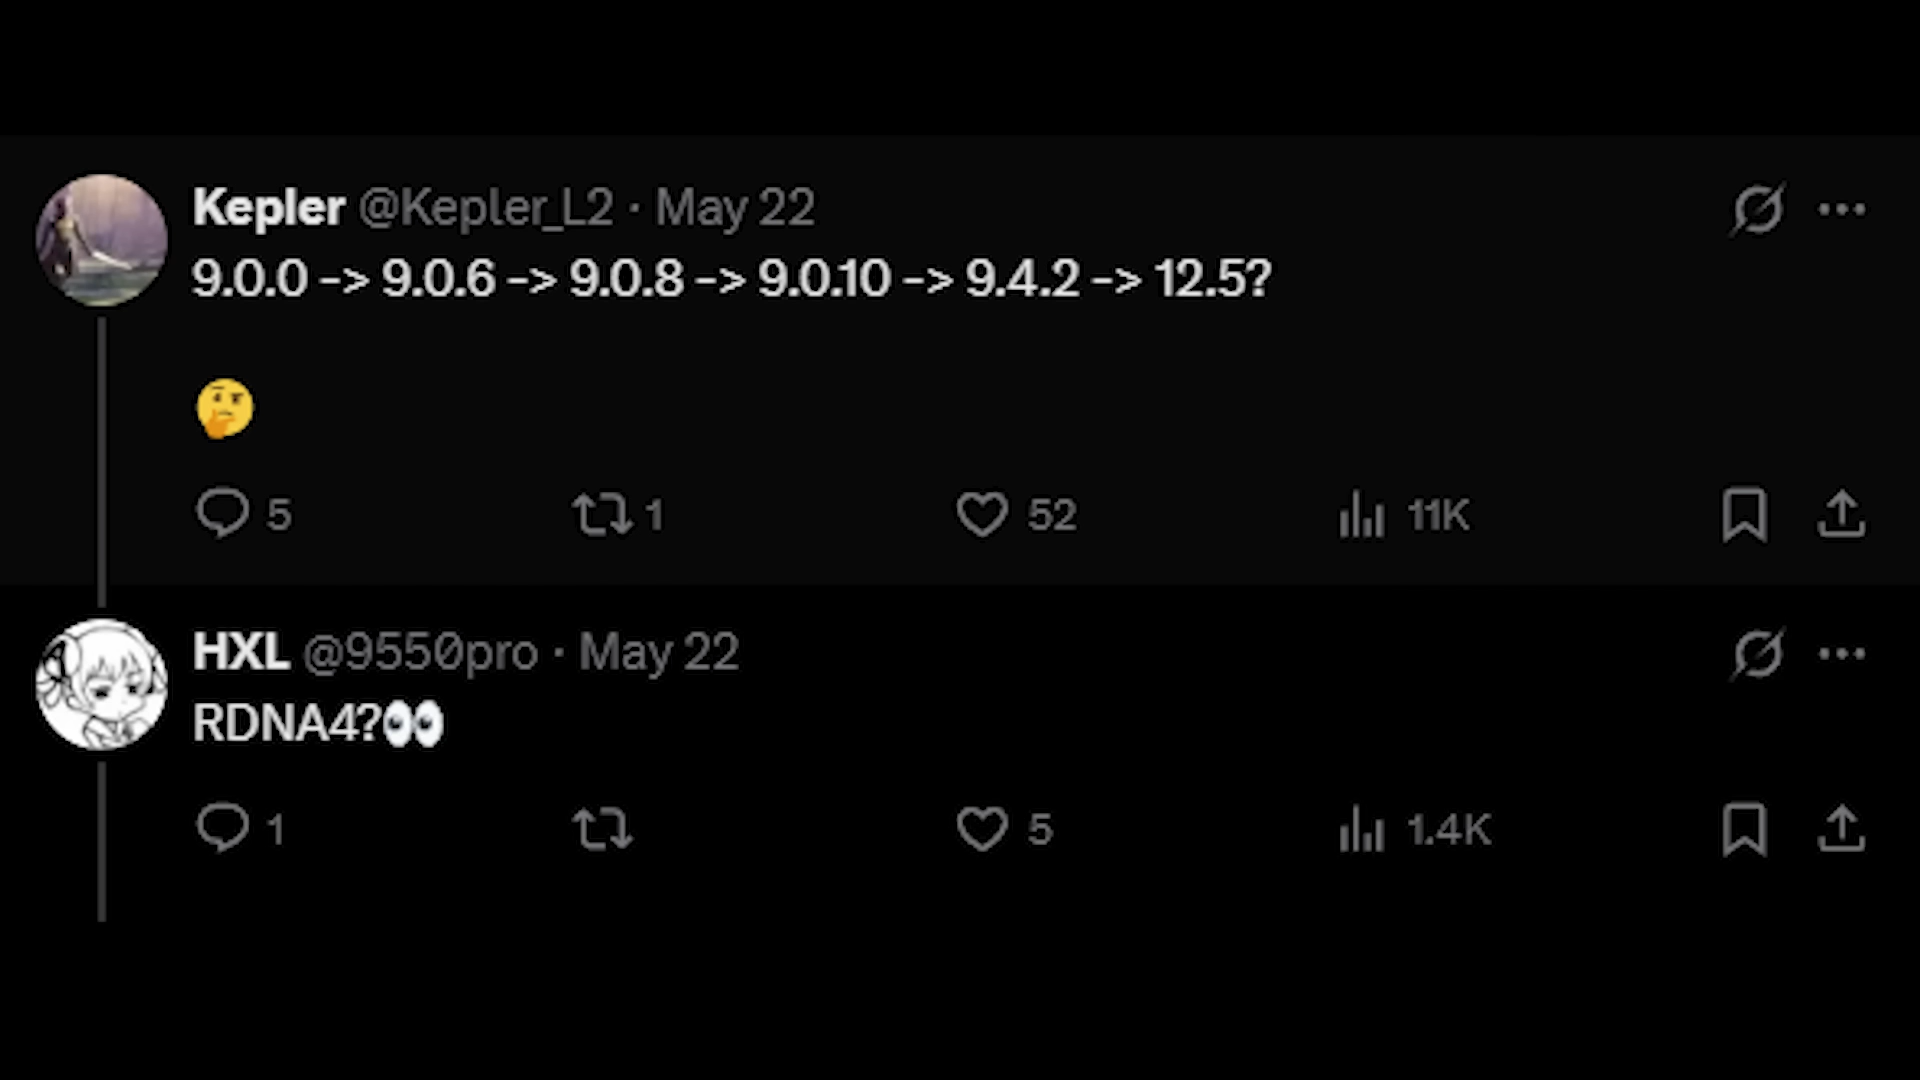 Kepler @Kepler_L2 · May 22
9.0.0 -> 9.0.6 -> 9.0.8 -> 9.0.10 -> 9.4.2 -> 12.5?
🤔
5 1 52 11K
HXL @9550pro · May 22
RDNA4?👀
1 5 1.4K